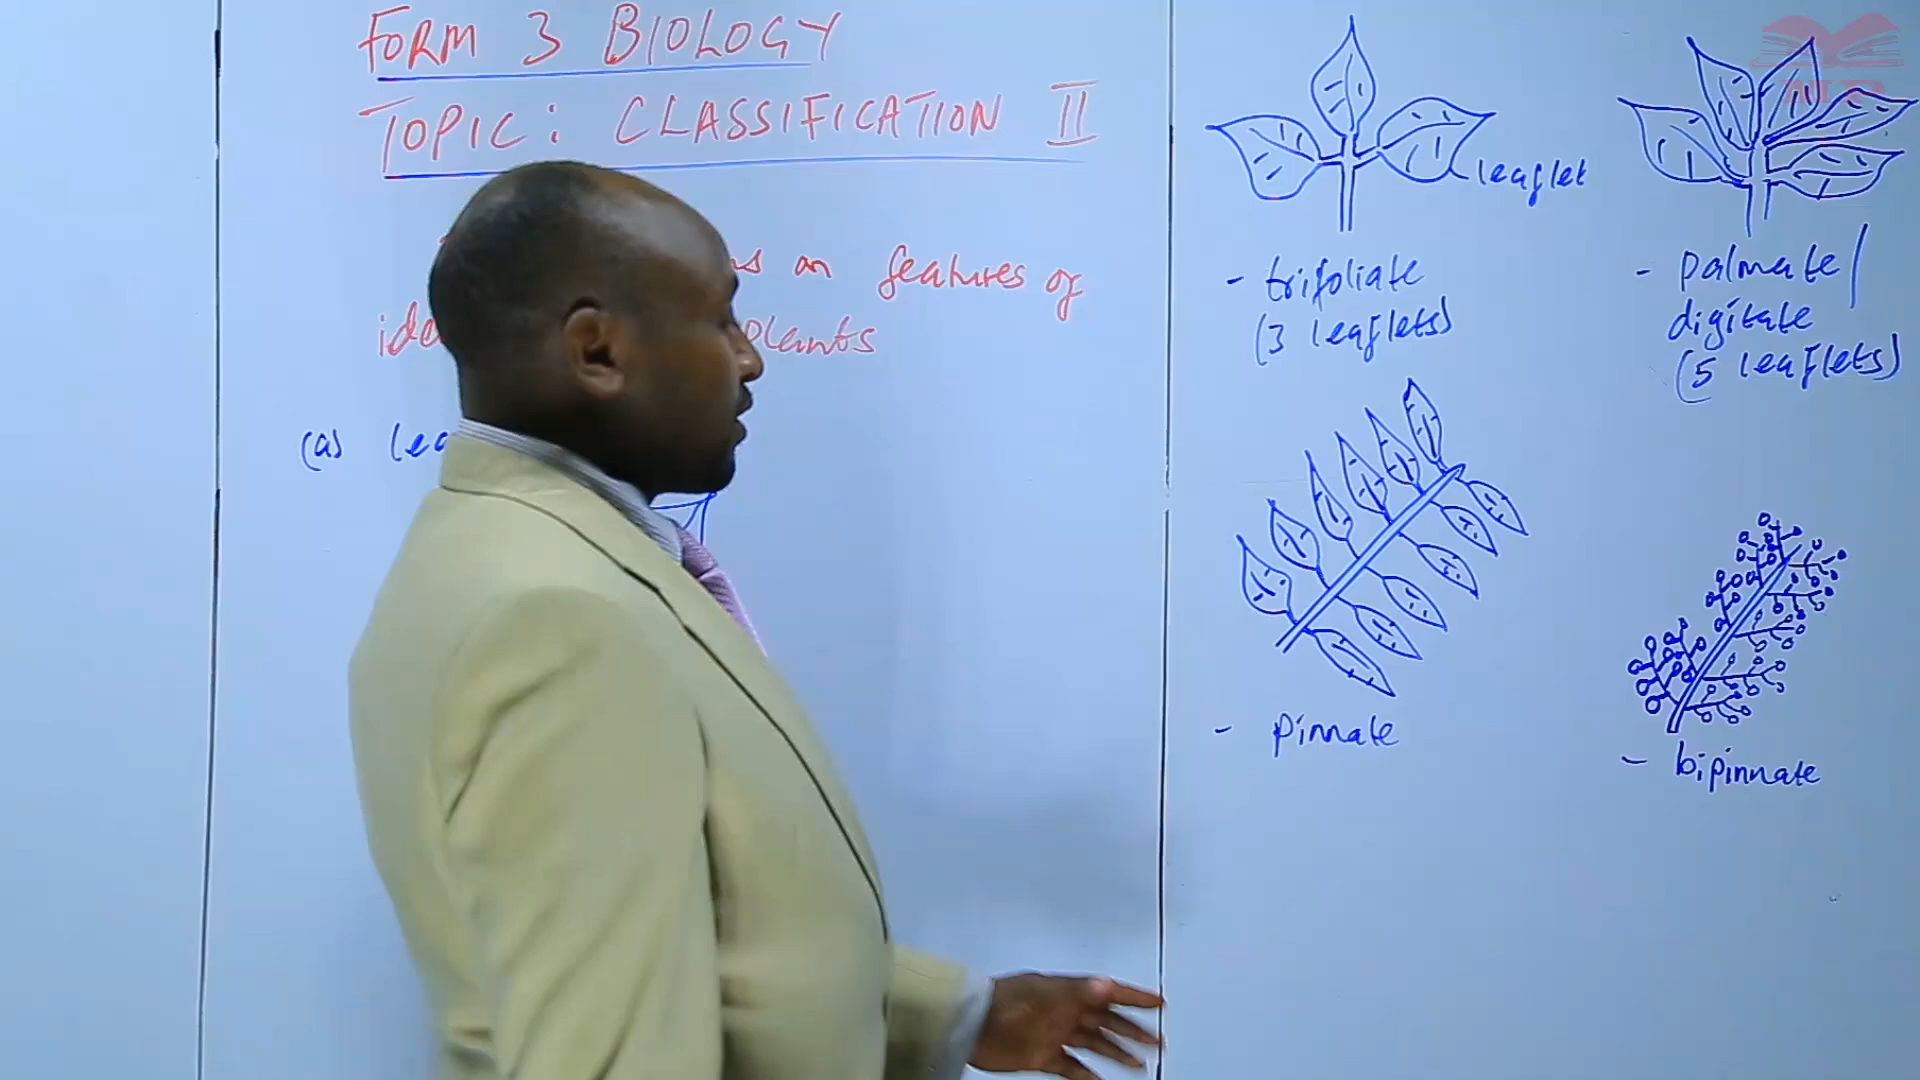 FORM 3 BIOLOGY
TOPIC: CLASSIFICATION II
on features of
plants
(a)
leaflet
- trifoliate
(3 leaflets)
- palmate/
digitate
(5 leaflets)
- pinnate
- bipinnate